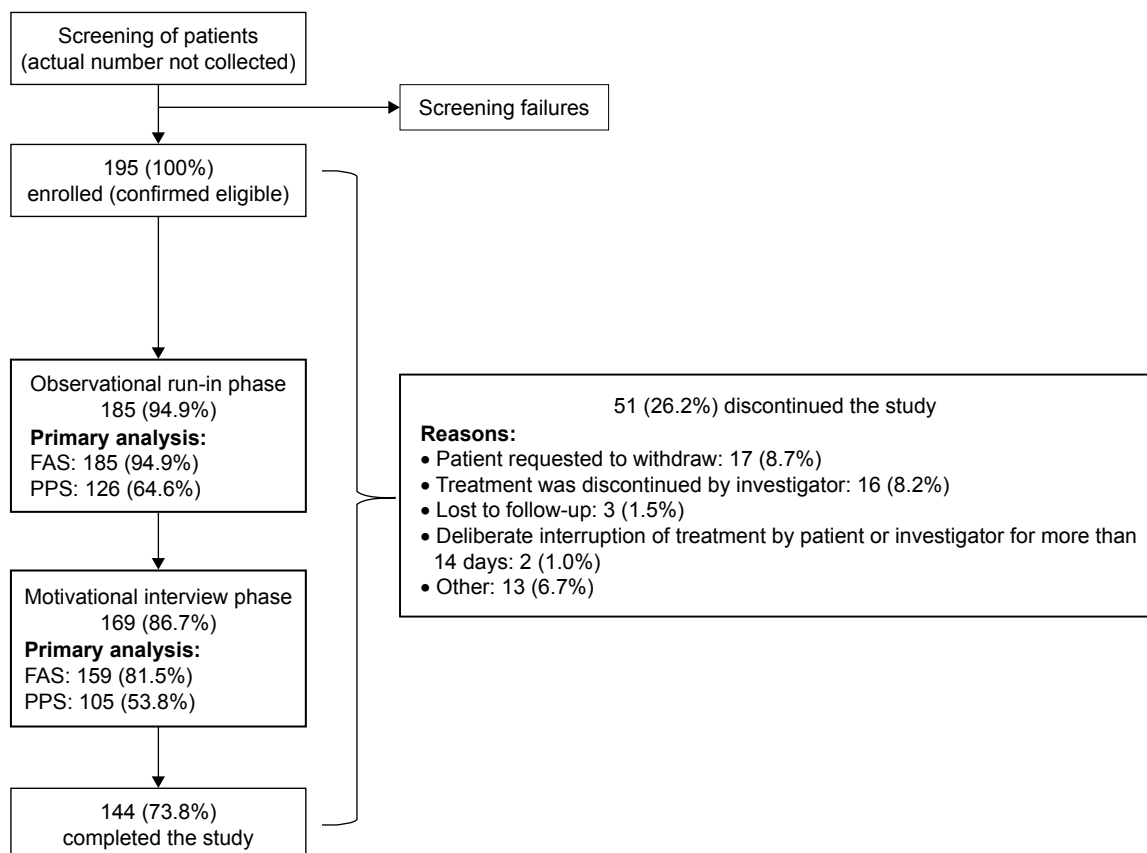 Screening of patients
(actual number not collected)
Screening failures
195 (100%)
enrolled (confirmed eligible)
Observational run-in phase
185 (94.9%)
Primary analysis:
FAS: 185 (94.9%)
PPS: 126 (64.6%)
51 (26.2%) discontinued the study
Reasons:
• Patient requested to withdraw: 17 (8.7%)
• Treatment was discontinued by investigator: 16 (8.2%)
• Lost to follow-up: 3 (1.5%)
• Deliberate interruption of treatment by patient or investigator for more than
14 days: 2 (1.0%)
• Other: 13 (6.7%)
Motivational interview phase
169 (86.7%)
Primary analysis:
FAS: 159 (81.5%)
PPS: 105 (53.8%)
144 (73.8%)
completed the study